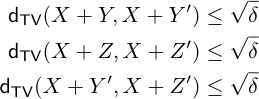 d_TV(X + Y, X + Y′) ≤ √δ
d_TV(X + Z, X + Z′) ≤ √δ
d_TV(X + Y′, X + Z′) ≤ √δ